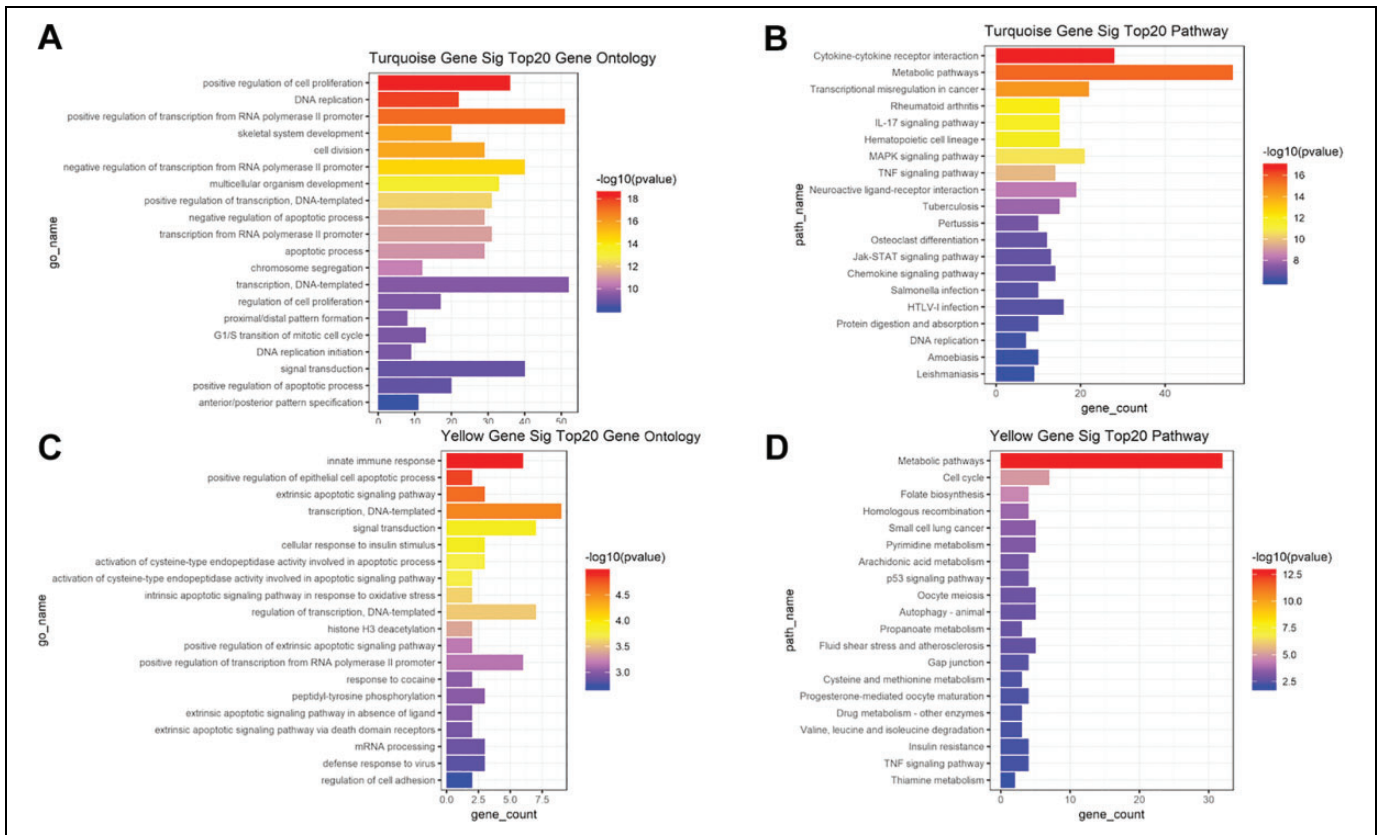 A
Turquoise Gene Sig Top20 Gene Ontology
go_name
positive regulation of cell proliferation
DNA replication
positive regulation of transcription from RNA polymerase II promoter
skeletal system development
cell division
negative regulation of transcription from RNA polymerase II promoter
multicellular organism development
positive regulation of transcription, DNA-templated
negative regulation of apoptotic process
transcription from RNA polymerase II promoter
apoptotic process
chromosome segregation
transcription, DNA-templated
regulation of cell proliferation
proximal/distal pattern formation
G1/S transition of mitotic cell cycle
DNA replication initiation
signal transduction
positive regulation of apoptotic process
anterior/posterior pattern specification
0 10 20 30 40 50
-log10(pvalue)
18
16
14
12
10
B
Turquoise Gene Sig Top20 Pathway
path_name
Cytokine-cytokine receptor interaction
Metabolic pathways
Transcriptional misregulation in cancer
Rheumatoid arthritis
IL-17 signaling pathway
Hematopoietic cell lineage
MAPK signaling pathway
TNF signaling pathway
Neuroactive ligand-receptor interaction
Tuberculosis
Pertussis
Osteoclast differentiation
Jak-STAT signaling pathway
Chemokine signaling pathway
Salmonella infection
HTLV-I infection
Protein digestion and absorption
DNA replication
Amoebiasis
Leishmaniasis
0 20 40
gene_count
-log10(pvalue)
16
14
12
10
8
C
Yellow Gene Sig Top20 Gene Ontology
go_name
innate immune response
positive regulation of epithelial cell apoptotic process
extrinsic apoptotic signaling pathway
transcription, DNA-templated
signal transduction
cellular response to insulin stimulus
activation of cysteine-type endopeptidase activity involved in apoptotic process
activation of cysteine-type endopeptidase activity involved in apoptotic signaling pathway
intrinsic apoptotic signaling pathway in response to oxidative stress
regulation of transcription, DNA-templated
histone H3 deacetylation
positive regulation of extrinsic apoptotic signaling pathway
positive regulation of transcription from RNA polymerase II promoter
response to cocaine
peptidyl-tyrosine phosphorylation
extrinsic apoptotic signaling pathway in absence of ligand
extrinsic apoptotic signaling pathway via death domain receptors
mRNA processing
defense response to virus
regulation of cell adhesion
0.0 2.5 5.0 7.5
gene_count
-log10(pvalue)
4.5
4.0
3.5
3.0
D
Yellow Gene Sig Top20 Pathway
path_name
Metabolic pathways
Cell cycle
Folate biosynthesis
Homologous recombination
Small cell lung cancer
Pyrimidine metabolism
Arachidonic acid metabolism
p53 signaling pathway
Oocyte meiosis
Autophagy - animal
Propanoate metabolism
Fluid shear stress and atherosclerosis
Gap junction
Cysteine and methionine metabolism
Progesterone-mediated oocyte maturation
Drug metabolism - other enzymes
Valine, leucine and isoleucine degradation
Insulin resistance
TNF signaling pathway
Thiamine metabolism
0 10 20 30
gene_count
-log10(pvalue)
12.5
10.0
7.5
5.0
2.5